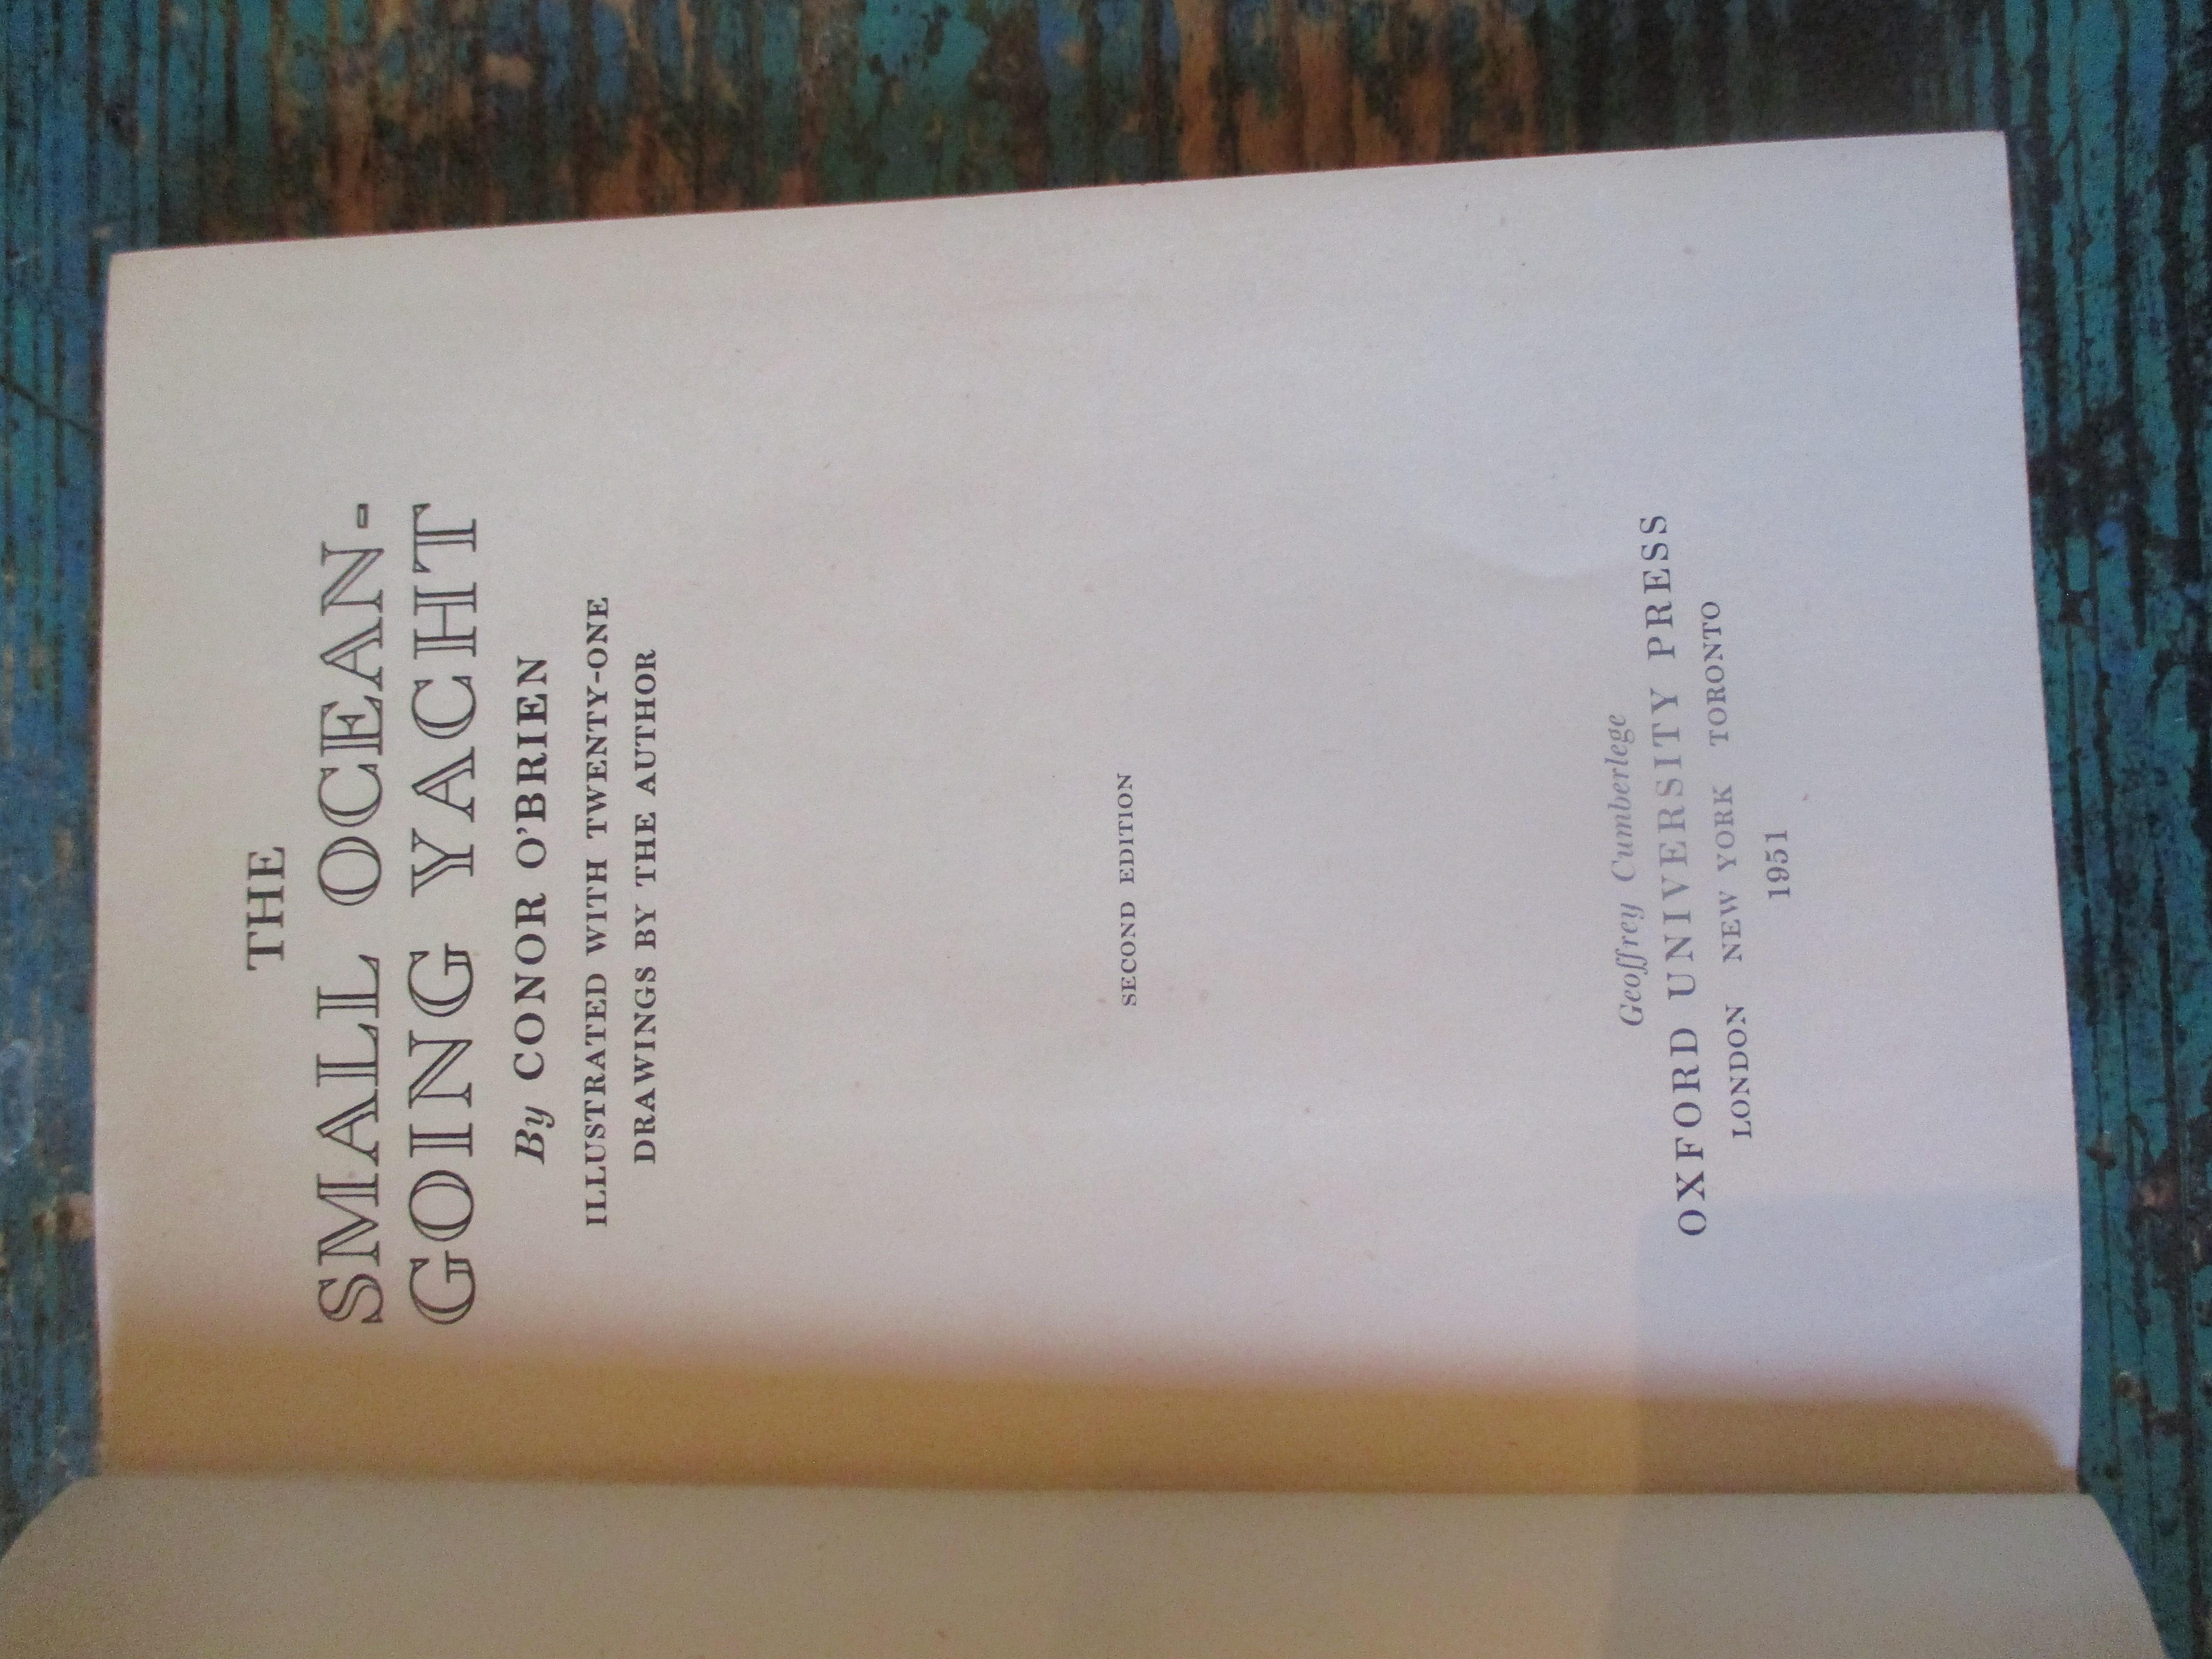 THE
SMALL OCEAN-
GOING YACHT
By CONOR O'BRIEN
ILLUSTRATED WITH TWENTY-ONE
DRAWINGS BY THE AUTHOR
SECOND EDITION
Geoffrey Cumberlege
OXFORD UNIVERSITY PRESS
LONDON NEW YORK TORONTO
1951